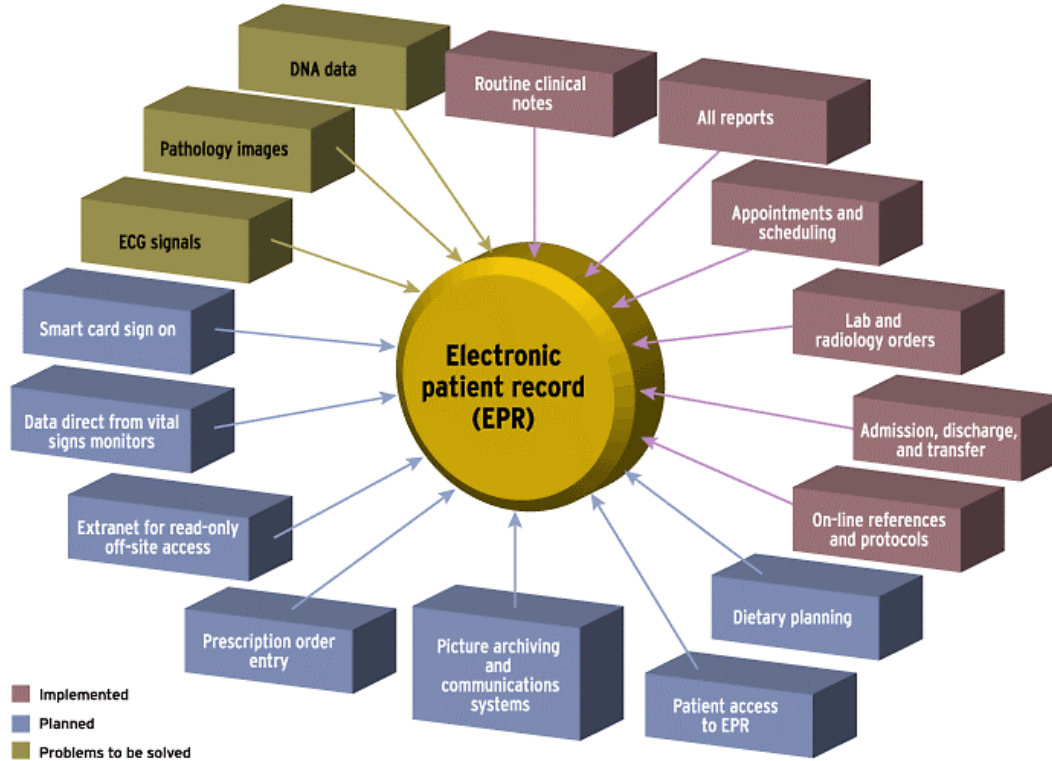 DNA data
Routine clinical
notes
All reports
Pathology images
Appointments and
scheduling
ECG signals
Smart card sign on
Lab and
radiology orders
Electronic
patient record
(EPR)
Data direct from vital
signs monitors
Admission, discharge,
and transfer
Extranet for read-only
off-site access
On-line references
and protocols
Prescription order
entry
Picture archiving
and
communications
systems
Dietary planning
Patient access
to EPR
Implemented
Planned
Problems to be solved